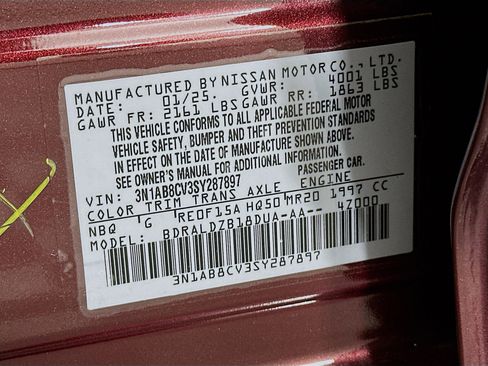 MANUFACTURED BY NISSAN MOTOR CO., LTD.
DATE: 01/25 GVWR: 4001 LBS
GAWR FR: 2161 LBS GAWR RR: 1863 LBS
THIS VEHICLE CONFORMS TO ALL APPLICABLE FEDERAL MOTOR
VEHICLE SAFETY, BUMPER AND THEFT PREVENTION STANDARDS
IN EFFECT ON THE DATE OF MANUFACTURE SHOWN ABOVE.
SEE OWNER'S MANUAL FOR ADDITIONAL INFORMATION.
VIN: 3N1AB8CV3SY287897 PASSENGER CAR.
COLOR TRIM TRANS AXLE ENGINE
NBQ G RE0F15A HQ50 MR20 1997 CC
MODEL: BDRALDZB18DUA-AA-- 47000
3N1AB8CV3SY287897